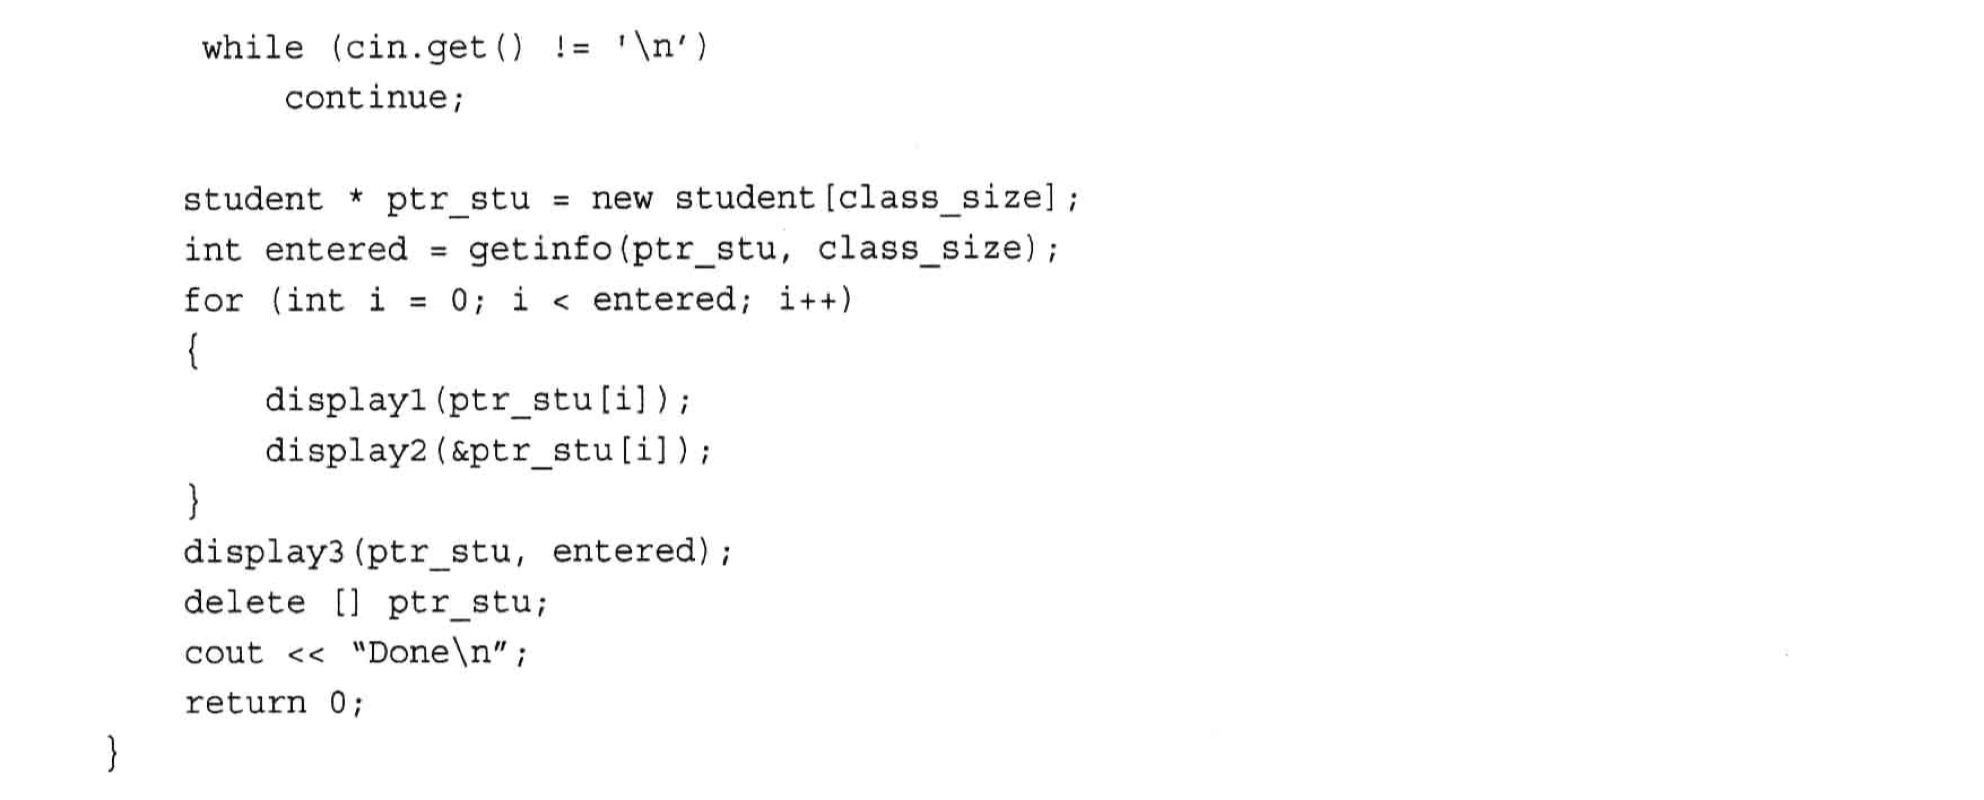 while (cin.get() != '\n')
continue;
student * ptr_stu = new student[class_size];
int entered = getinfo(ptr_stu, class_size);
for (int i = 0; i < entered; i++)
{
display1(ptr_stu[i]);
display2(&ptr_stu[i]);
}
display3(ptr_stu, entered);
delete [] ptr_stu;
cout << "Done\n";
return 0;
}